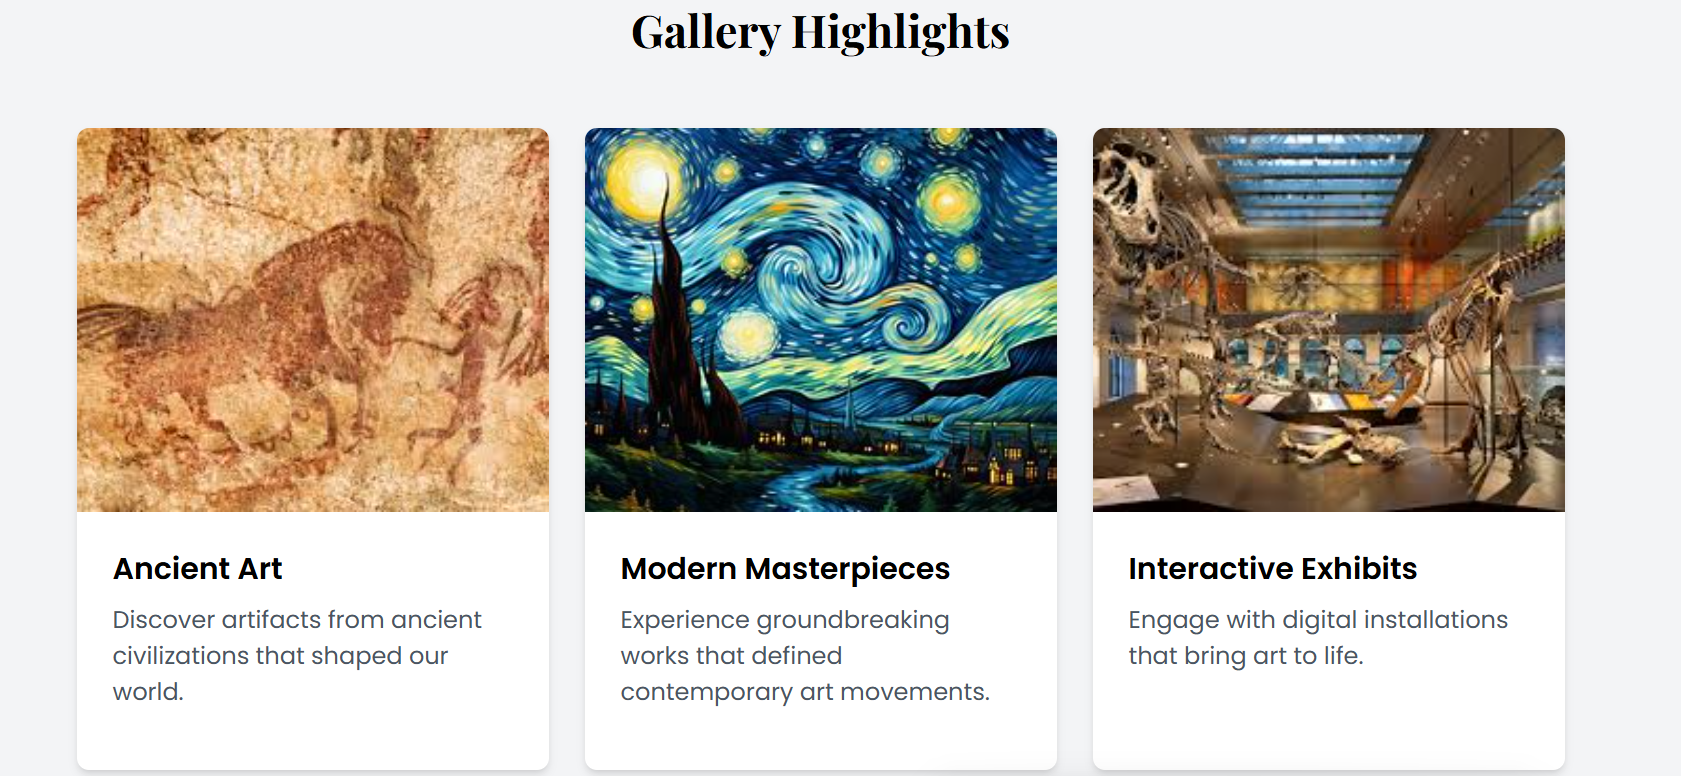 Gallery Highlights
Ancient Art
Discover artifacts from ancient
civilizations that shaped our
world.
Modern Masterpieces
Experience groundbreaking
works that defined
contemporary art movements.
Interactive Exhibits
Engage with digital installations
that bring art to life.